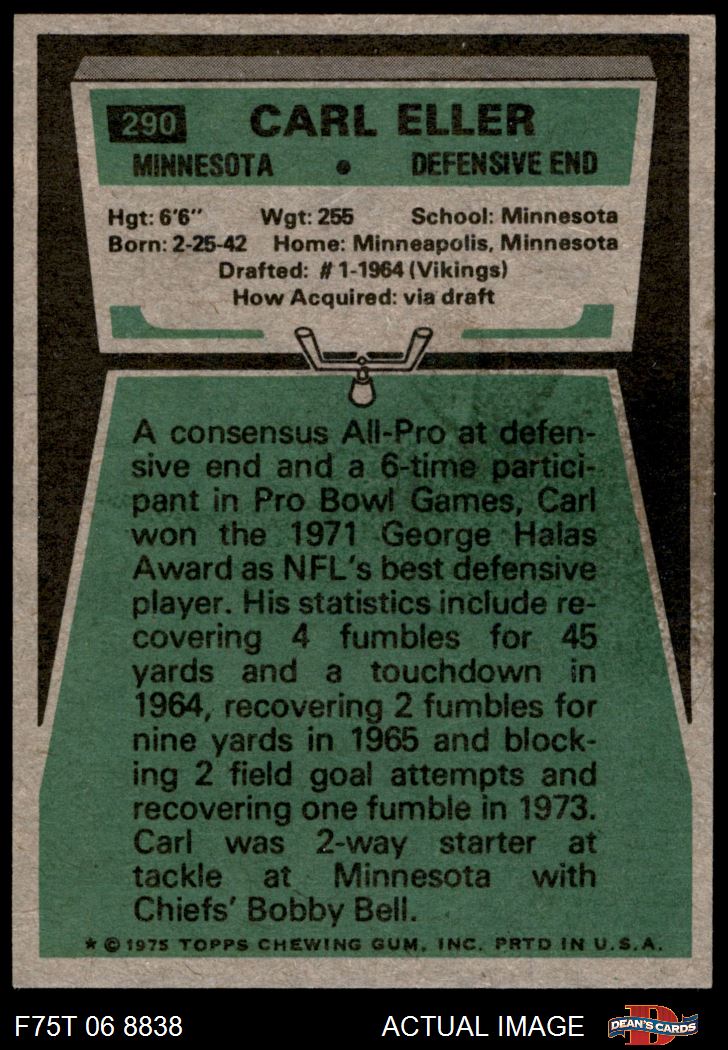 290 CARL ELLER
MINNESOTA • DEFENSIVE END
Hgt: 6'6" Wgt: 255 School: Minnesota
Born: 2-25-42 Home: Minneapolis, Minnesota
Drafted: #1-1964 (Vikings)
How Acquired: via draft
A consensus All-Pro at defen-
sive end and a 6-time partici-
pant in Pro Bowl Games, Carl
won the 1971 George Halas
Award as NFL's best defensive
player. His statistics include re-
covering 4 fumbles for 45
yards and a touchdown in
1964, recovering 2 fumbles for
nine yards in 1965 and block-
ing 2 field goal attempts and
recovering one fumble in 1973.
Carl was 2-way starter at
tackle at Minnesota with
Chiefs' Bobby Bell.
* © 1975 TOPPS CHEWING GUM, INC. PRTD IN U.S.A.
F75T 06 8838 ACTUAL IMAGE D DEAN'S CARDS